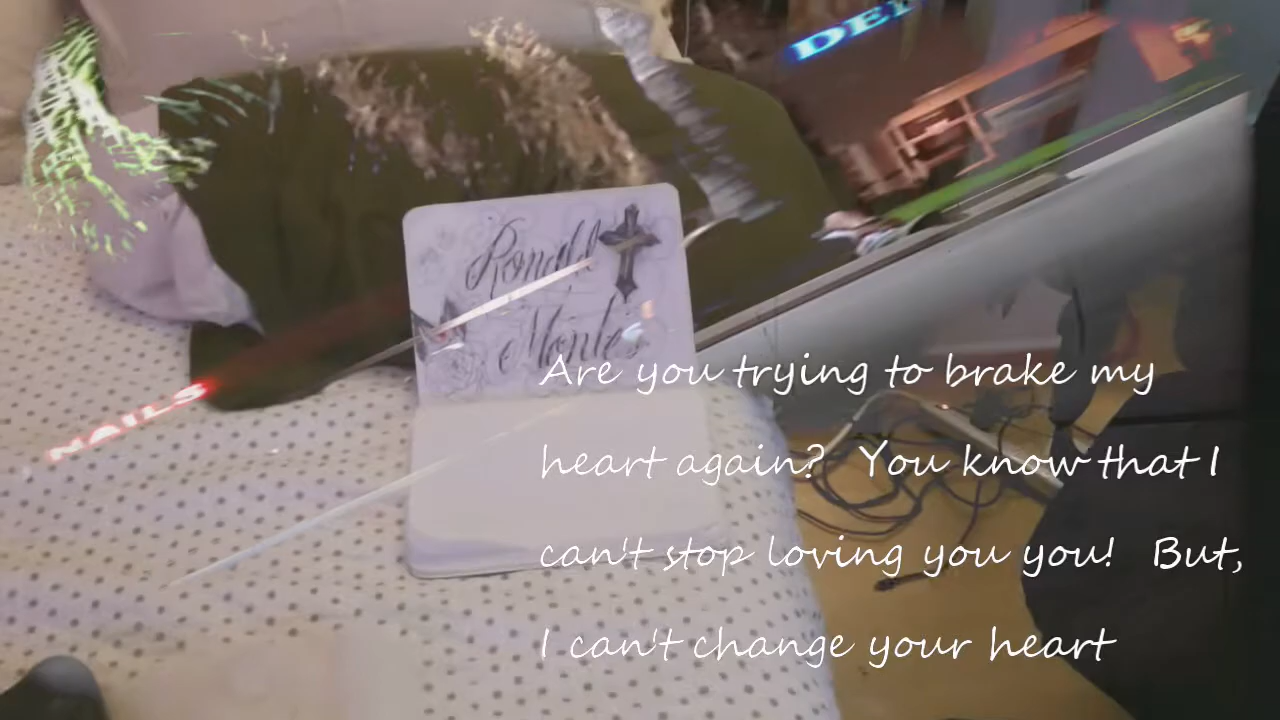 DE
Ronald
NAILS
Are you trying to brake my
heart again? You know that I
can't stop loving you you! But,
I can't change your heart